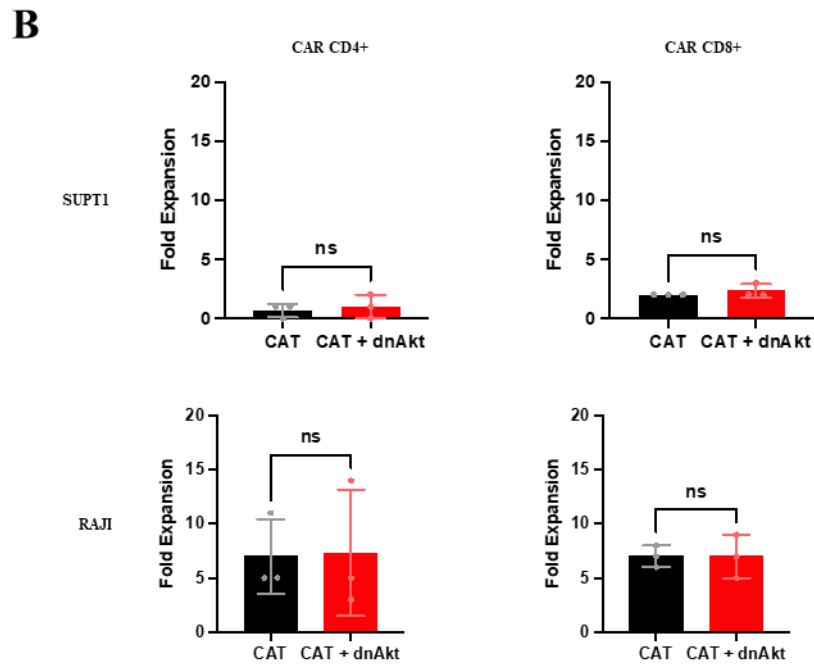 B
CAR CD4+
CAR CD8+
SUPT1
Fold Expansion
20
15
10
5
0
ns
CAT
CAT + dnAkt
Fold Expansion
20
15
10
5
0
ns
CAT
CAT + dnAkt
RAJI
Fold Expansion
20
15
10
5
0
ns
CAT
CAT + dnAkt
Fold Expansion
20
15
10
5
0
ns
CAT
CAT + dnAkt